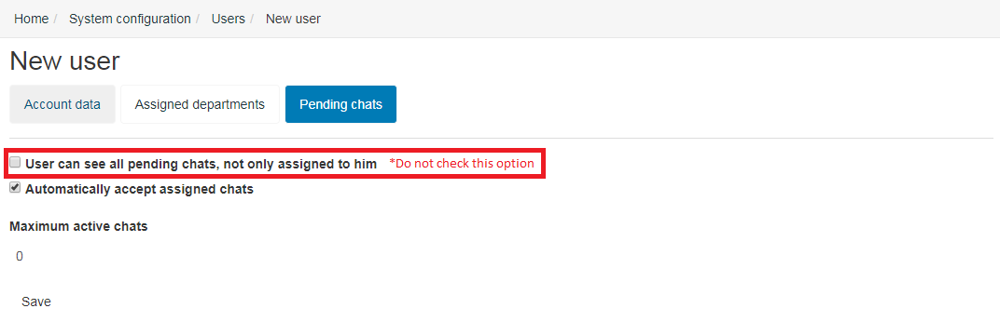 Home / System configuration / Users / New user
New user
Account data Assigned departments Pending chats
User can see all pending chats, not only assigned to him *Do not check this option
Automatically accept assigned chats
Maximum active chats
0
Save